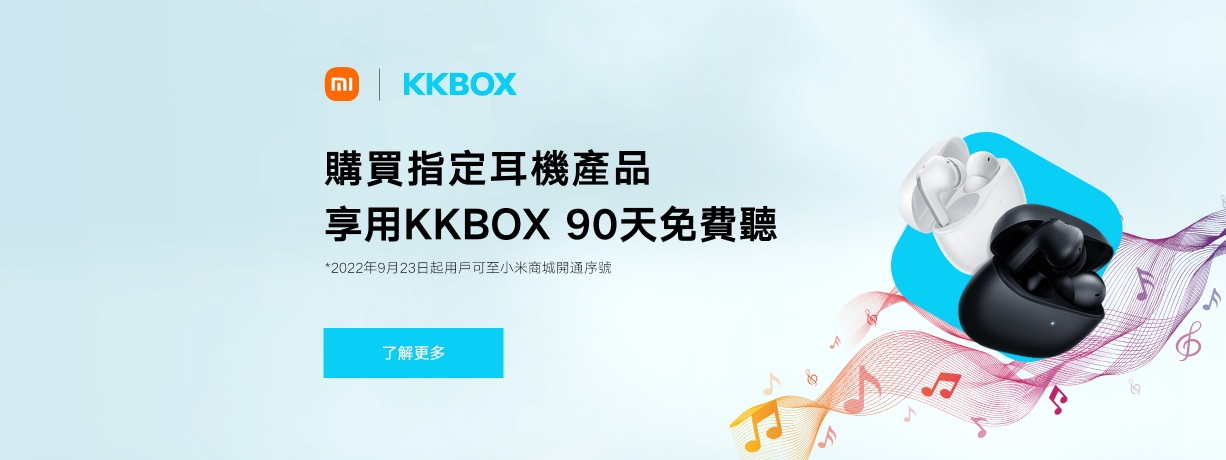 mi | KKBOX
購買指定耳機產品
享用KKBOX 90天免費聽
*2022年9月23日起用戶可至小米商城開通序號
了解更多